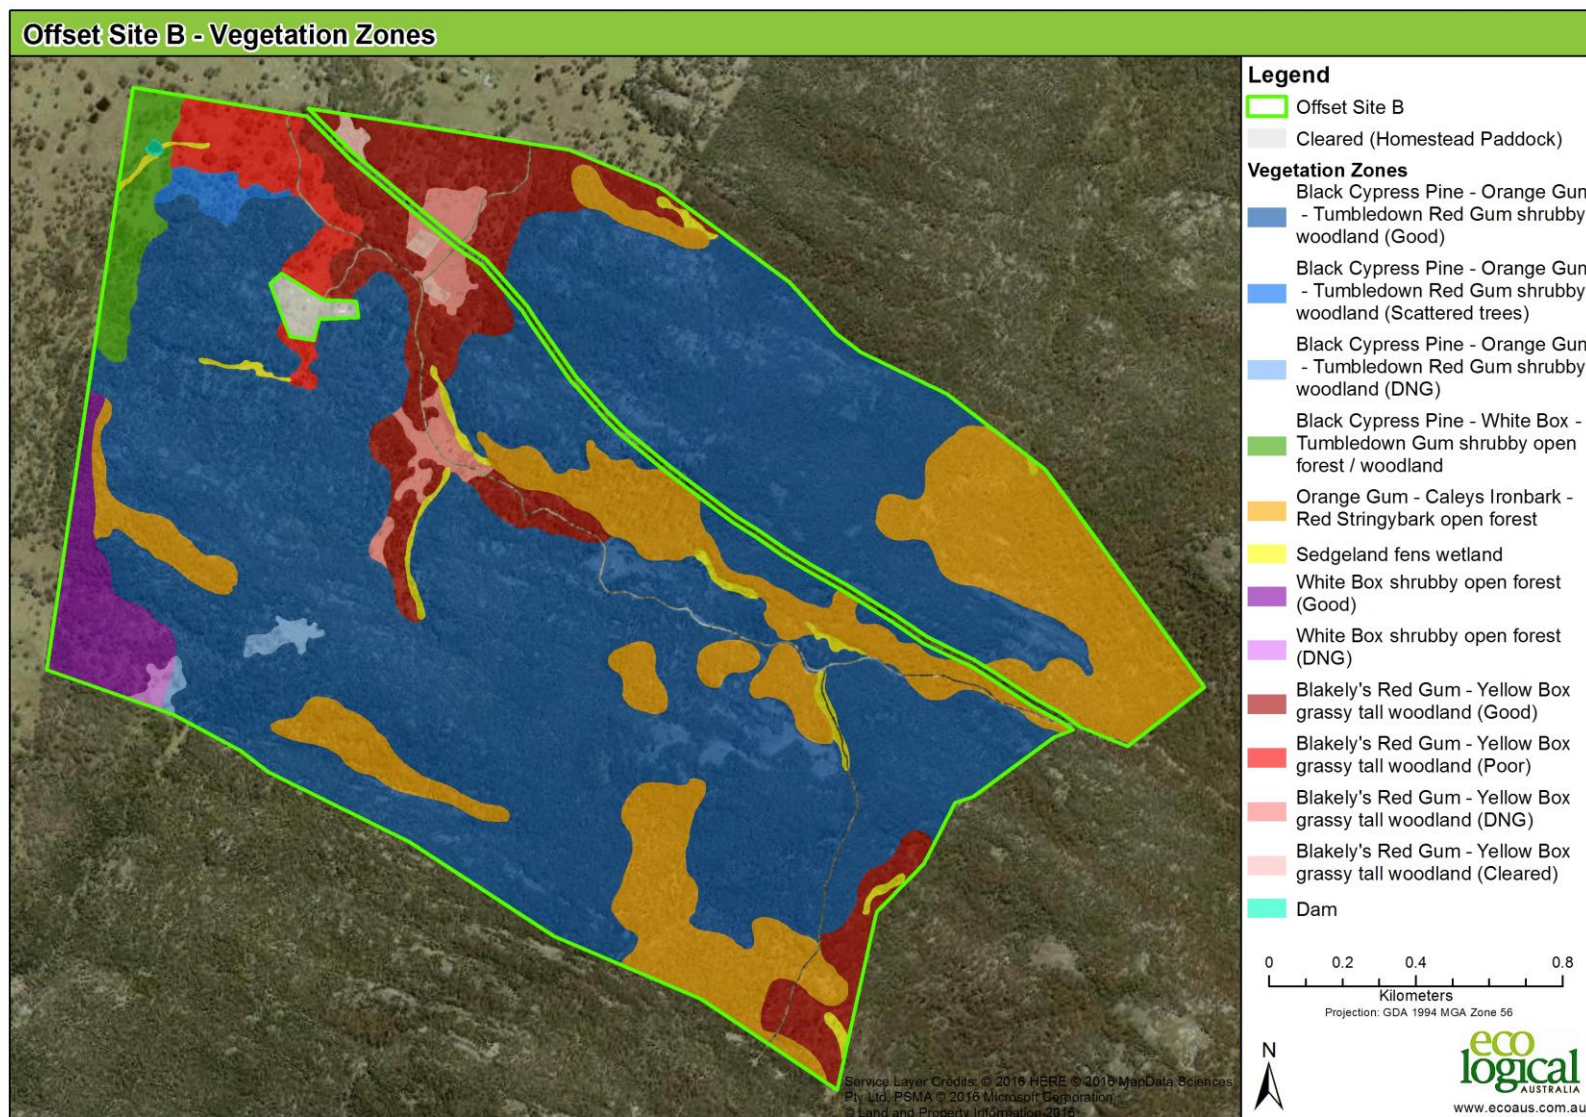 Offset Site B - Vegetation Zones
Legend
Offset Site B
Cleared (Homestead Paddock)
Vegetation Zones
Black Cypress Pine - Orange Gum
- Tumbledown Red Gum shrubby
woodland (Good)
Black Cypress Pine - Orange Gum
- Tumbledown Red Gum shrubby
woodland (Scattered trees)
Black Cypress Pine - Orange Gum
- Tumbledown Red Gum shrubby
woodland (DNG)
Black Cypress Pine - White Box -
Tumbledown Gum shrubby open
forest / woodland
Orange Gum - Caleys Ironbark -
Red Stringybark open forest
Sedgeland fens wetland
White Box shrubby open forest
(Good)
White Box shrubby open forest
(DNG)
Blakely's Red Gum - Yellow Box
grassy tall woodland (Good)
Blakely's Red Gum - Yellow Box
grassy tall woodland (Poor)
Blakely's Red Gum - Yellow Box
grassy tall woodland (DNG)
Blakely's Red Gum - Yellow Box
grassy tall woodland (Cleared)
Dam
0 0.2 0.4 0.8
Kilometers
Projection: GDA 1994 MGA Zone 56
N
eco
logical
AUSTRALIA
www.ecoaus.com.au
Service Layer Credits: © 2016 HERE © 2016 MapData Sciences
Pty Ltd, PSMA © 2016 Microsoft Corporation
© Land and Property Information 2016